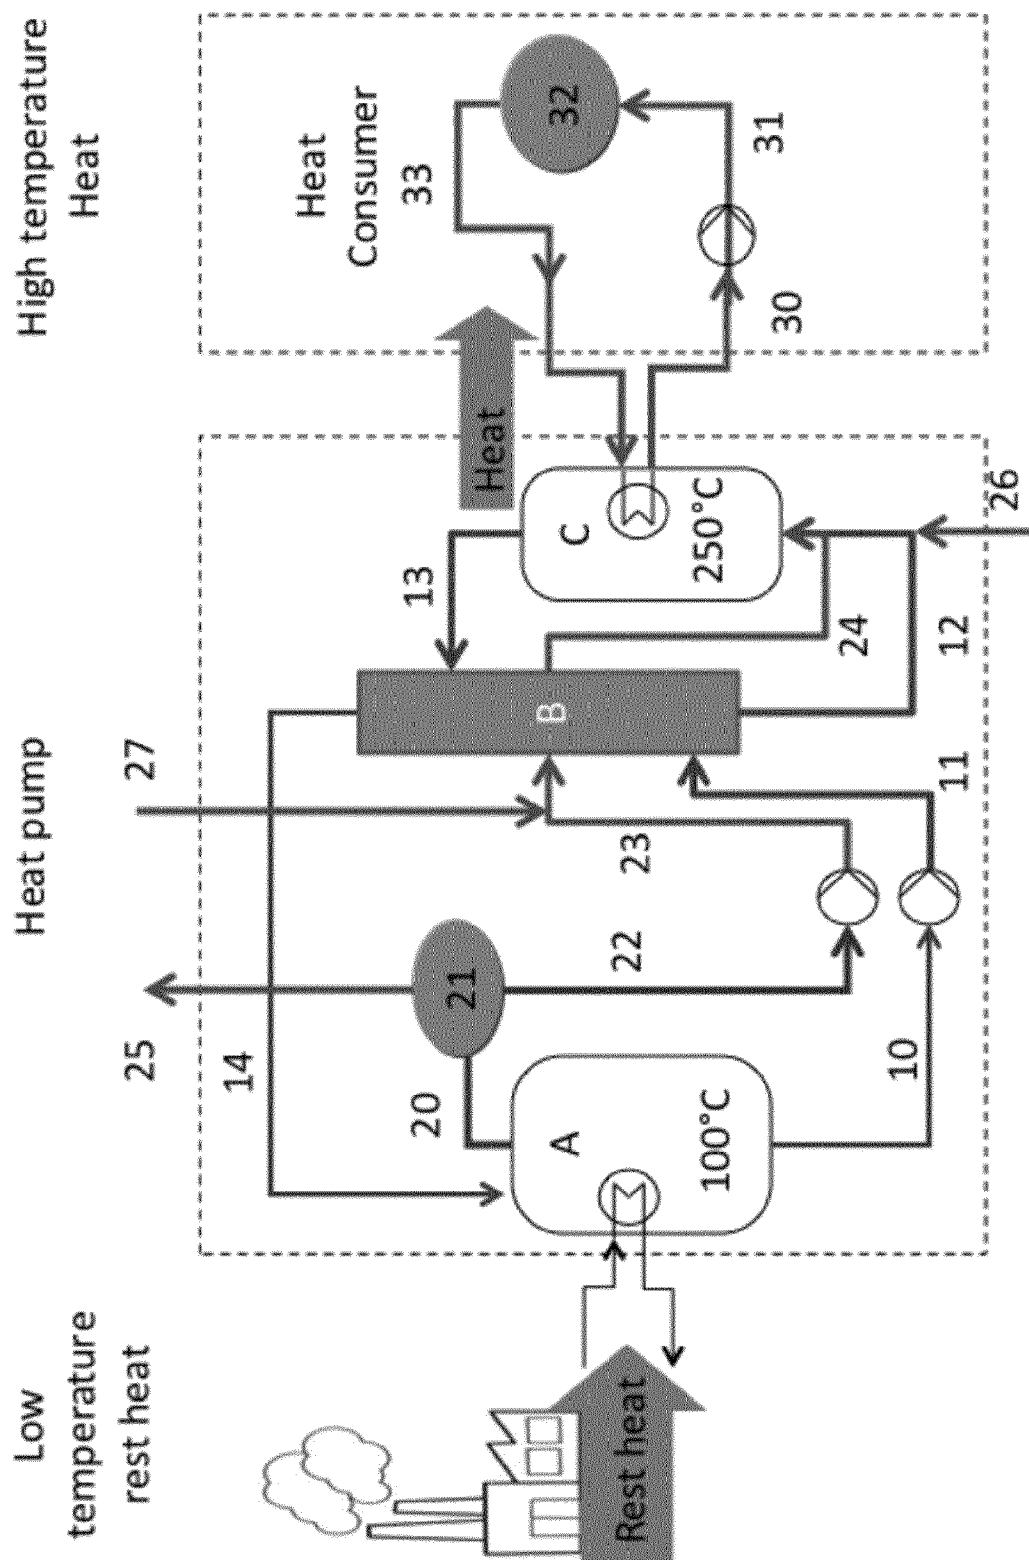 Low
temperature
rest heat
Heat pump
High temperature
Heat
25
27
14
20
21
13
Heat
Heat
Consumer
33
32
A
100°C
22
23
B
C
250°C
Rest heat
10
11
24
12
26
30
31